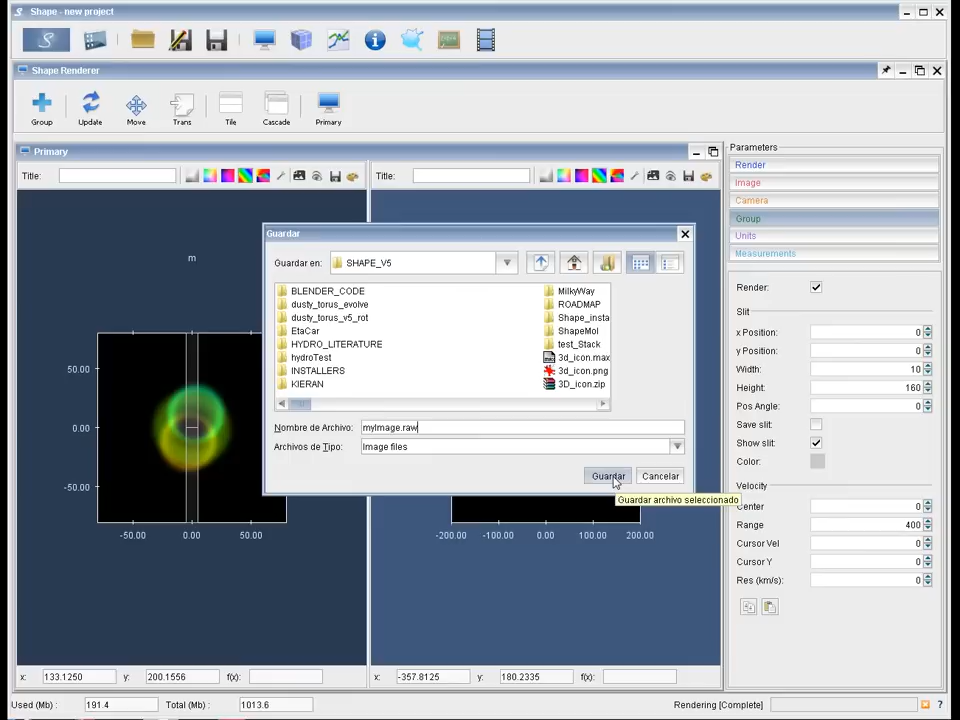 Shape - new project
Shape Renderer
Group
Update
Move
Trans
Tile
Cascade
Primary
Primary
Title:
Title:
m
50.00
0.00
-50.00
-50.00
0.00
50.00
-200.00
-100.00
0.00
100.00
200.00
Guardar
Guardar en:
SHAPE_V5
BLENDER_CODE
dusty_torus_evolve
dusty_torus_v5_rot
EtaCar
HYDRO_LITERATURE
hydroTest
INSTALLERS
KIERAN
MilkyWay
ROADMAP
Shape_insta
ShapeMol
test_Stack
3d_icon.max
3d_icon.png
3D_icon.zip
Nombre de Archivo:
myImage.raw
Archivos de Tipo:
Image files
Guardar
Cancelar
Guardar archivo seleccionado
Parameters
Render
Image
Camera
Group
Units
Measurements
Render:
Slit
x Position: 0
y Position: 0
Width: 10
Height: 160
Pos Angle: 0
Save slit:
Show slit:
Color:
Velocity
Center 0
Range 400
Cursor Vel 0
Cursor Y 0
Res (km/s): 0
x: 133.1250 y: 200.1556 f(x):
x: -357.8125 y: 180.2335 f(x):
Used (Mb) : 191.4 Total (Mb) : 1013.6 Rendering [Complete] ?